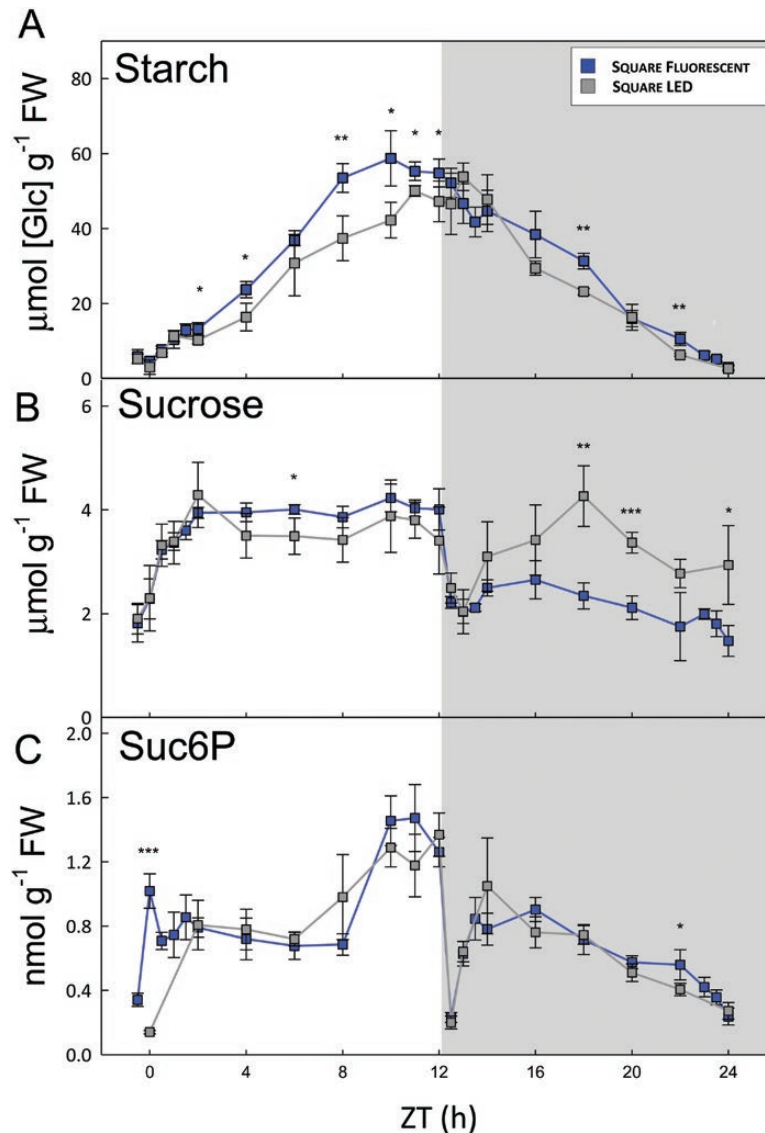 A
Starch
SQUARE FLUORESCENT
SQUARE LED
µmol [Glc] g⁻¹ FW
80
60
40
20
0
** * * *
* * ** **
B
Sucrose
µmol g⁻¹ FW
6
4
2
0
* ** *** *
C
Suc6P
nmol g⁻¹ FW
2.0
1.6
1.2
0.8
0.4
0.0
*** *
0 4 8 12 16 20 24
ZT (h)